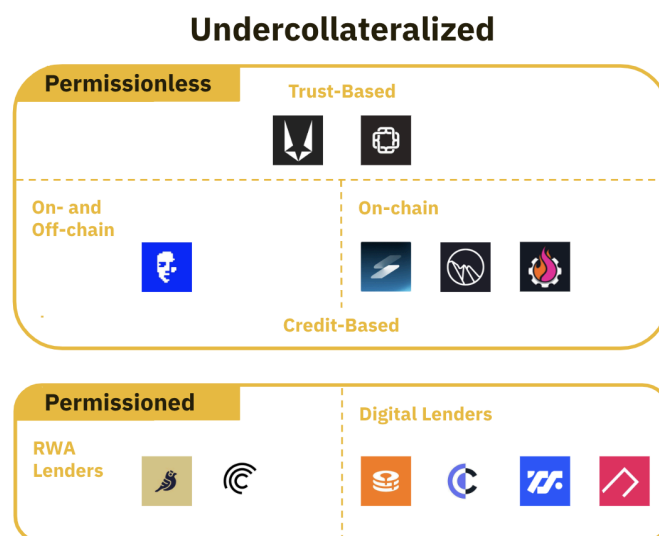 Undercollateralized
Permissionless
Trust-Based
On- and
Off-chain
On-chain
Credit-Based
Permissioned
Digital Lenders
RWA
Lenders